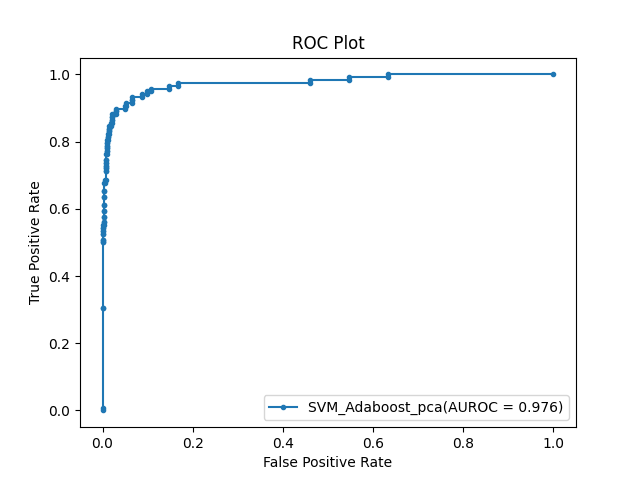 ROC Plot
1.0
0.8
0.6
0.4
0.2
0.0
True Positive Rate
SVM_Adaboost_pca(AUROC = 0.976)
0.0 0.2 0.4 0.6 0.8 1.0
False Positive Rate